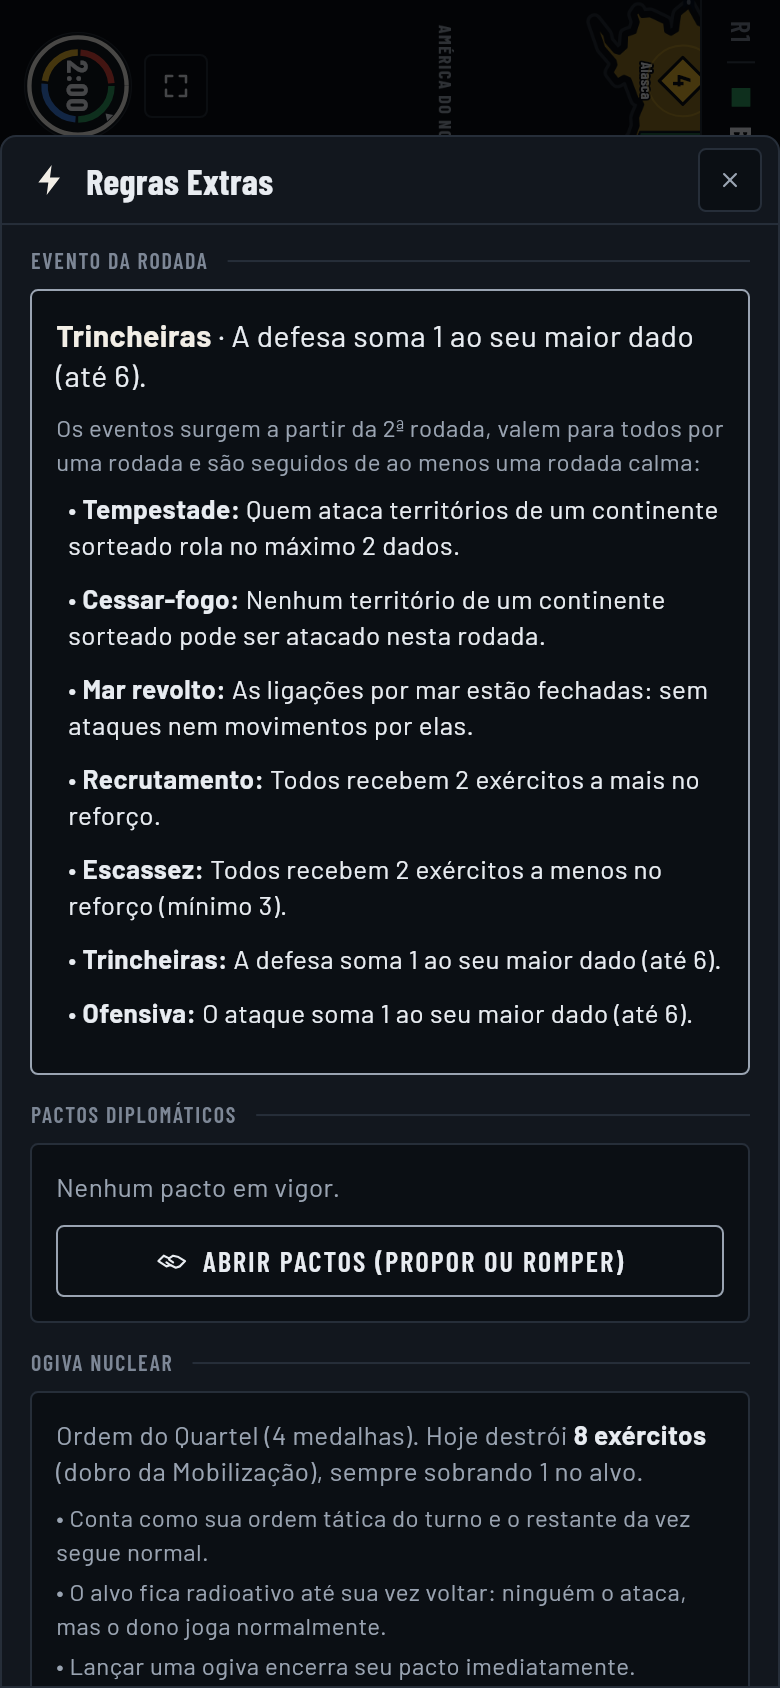 2:00
AMÉRICA DO
Alasca
4
R1
Regras Extras
EVENTO DA RODADA
Trincheiras · A defesa soma 1 ao seu maior dado
(até 6).
Os eventos surgem a partir da 2ª rodada, valem para todos por
uma rodada e são seguidos de ao menos uma rodada calma:
• Tempestade: Quem ataca territórios de um continente
sorteado rola no máximo 2 dados.
• Cessar-fogo: Nenhum território de um continente
sorteado pode ser atacado nesta rodada.
• Mar revolto: As ligações por mar estão fechadas: sem
ataques nem movimentos por elas.
• Recrutamento: Todos recebem 2 exércitos a mais no
reforço.
• Escassez: Todos recebem 2 exércitos a menos no
reforço (mínimo 3).
• Trincheiras: A defesa soma 1 ao seu maior dado (até 6).
• Ofensiva: O ataque soma 1 ao seu maior dado (até 6).
PACTOS DIPLOMÁTICOS
Nenhum pacto em vigor.
ABRIR PACTOS (PROPOR OU ROMPER)
OGIVA NUCLEAR
Ordem do Quartel (4 medalhas). Hoje destrói 8 exércitos
(dobro da Mobilização), sempre sobrando 1 no alvo.
• Conta como sua ordem tática do turno e o restante da vez
segue normal.
• O alvo fica radioativo até sua vez voltar: ninguém o ataca,
mas o dono joga normalmente.
• Lançar uma ogiva encerra seu pacto imediatamente.